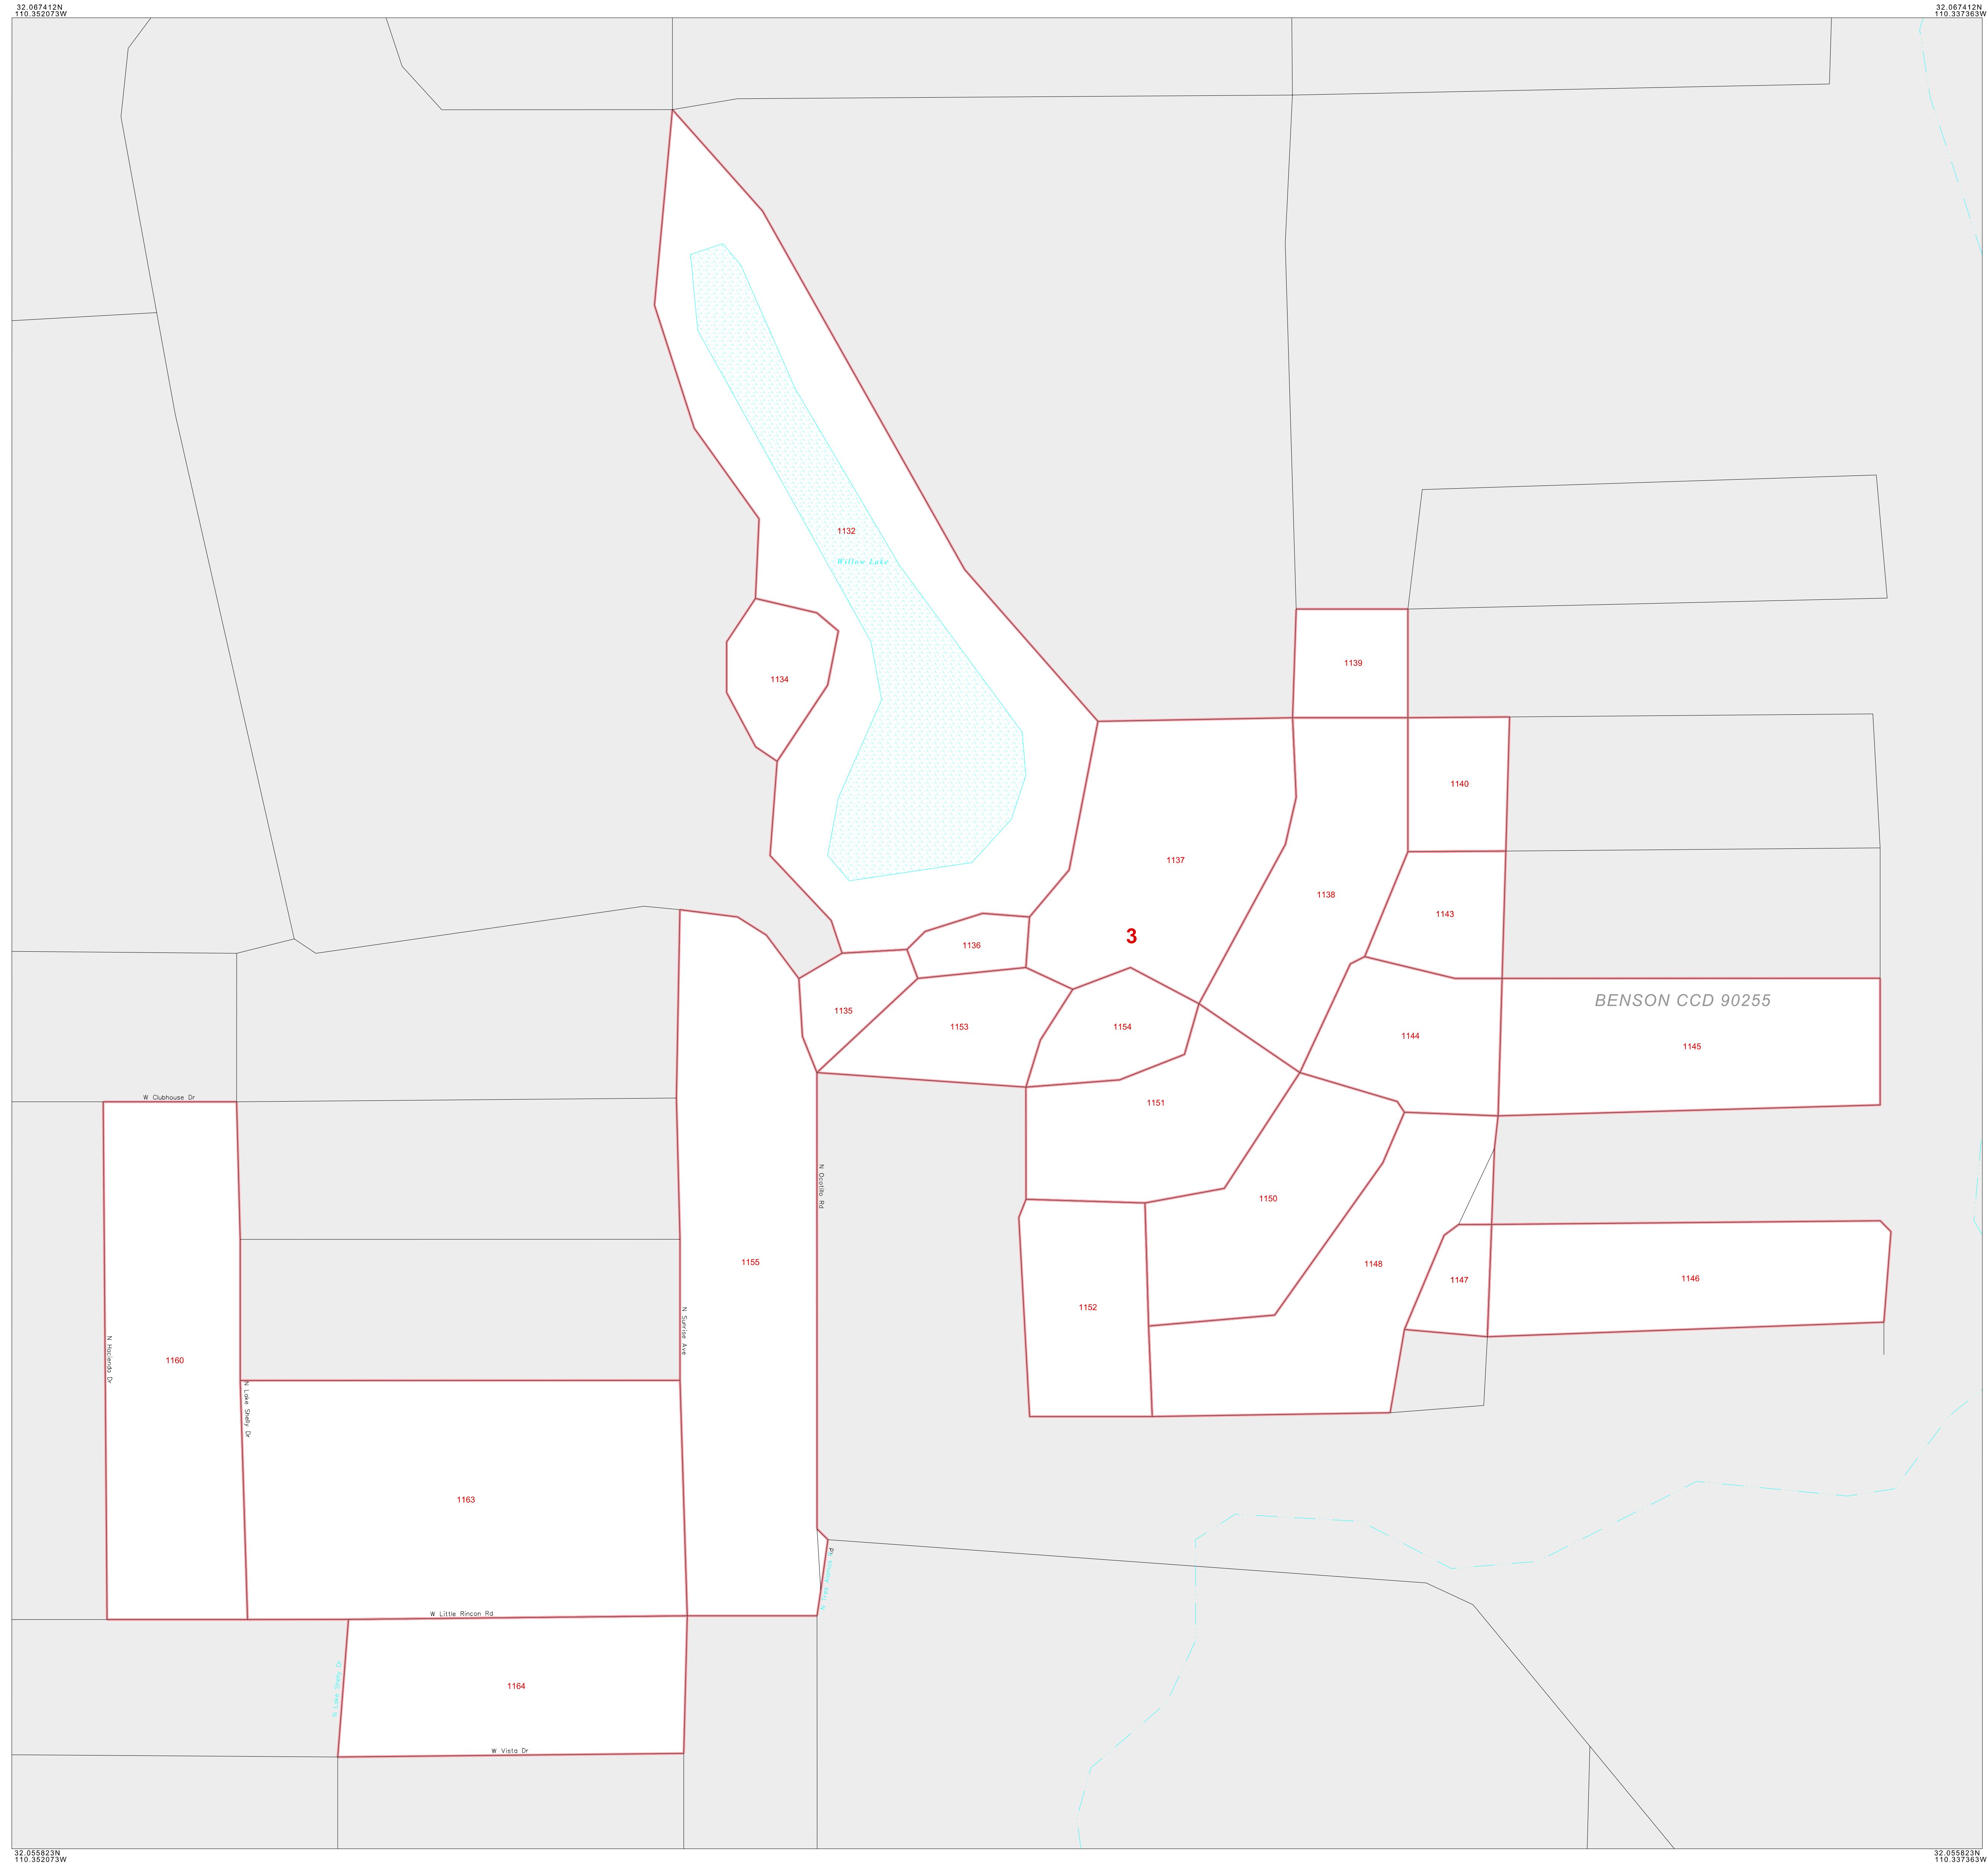 32.067412N
110.352073W
32.067412N
110.337363W
1132
Willow Lake
1139
1134
1140
1137
1138
1143
3
1136
BENSON CCD 90255
1135
1153
1154
1144
1145
W Clubhouse Dr
1151
N Ocotillo Rd
1150
1155
1148
1147
1146
1152
N Sunrise Ave
N Hacienda Dr
1160
N Lake Shelly Dr
1163
W Little Rincon Rd
N Lake Shelly Dr
1164
W Vista Dr
32.055823N
110.352073W
32.055823N
110.337363W